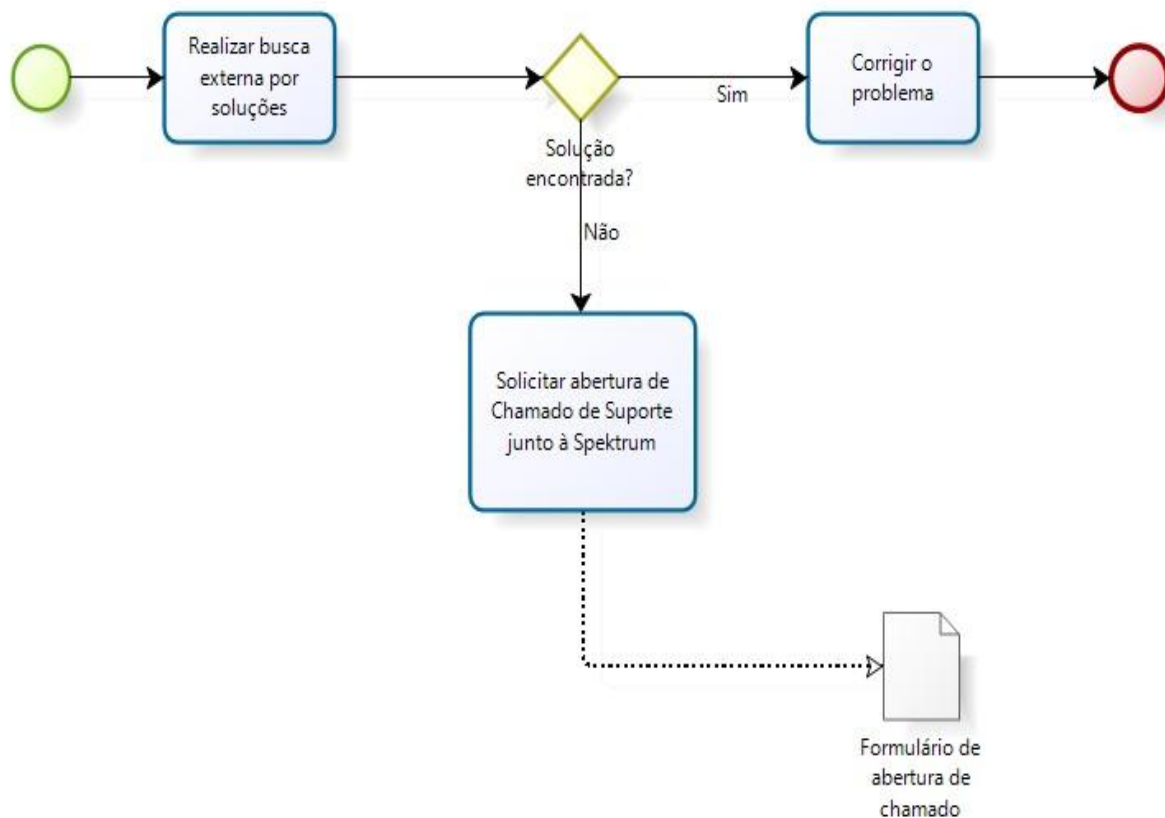 Realizar busca
externa por
soluções
Sim
Corrigir o
problema
Solução
encontrada?
Não
Solicitar abertura de
Chamado de Suporte
junto à Spektrum
Formulário de
abertura de
chamado